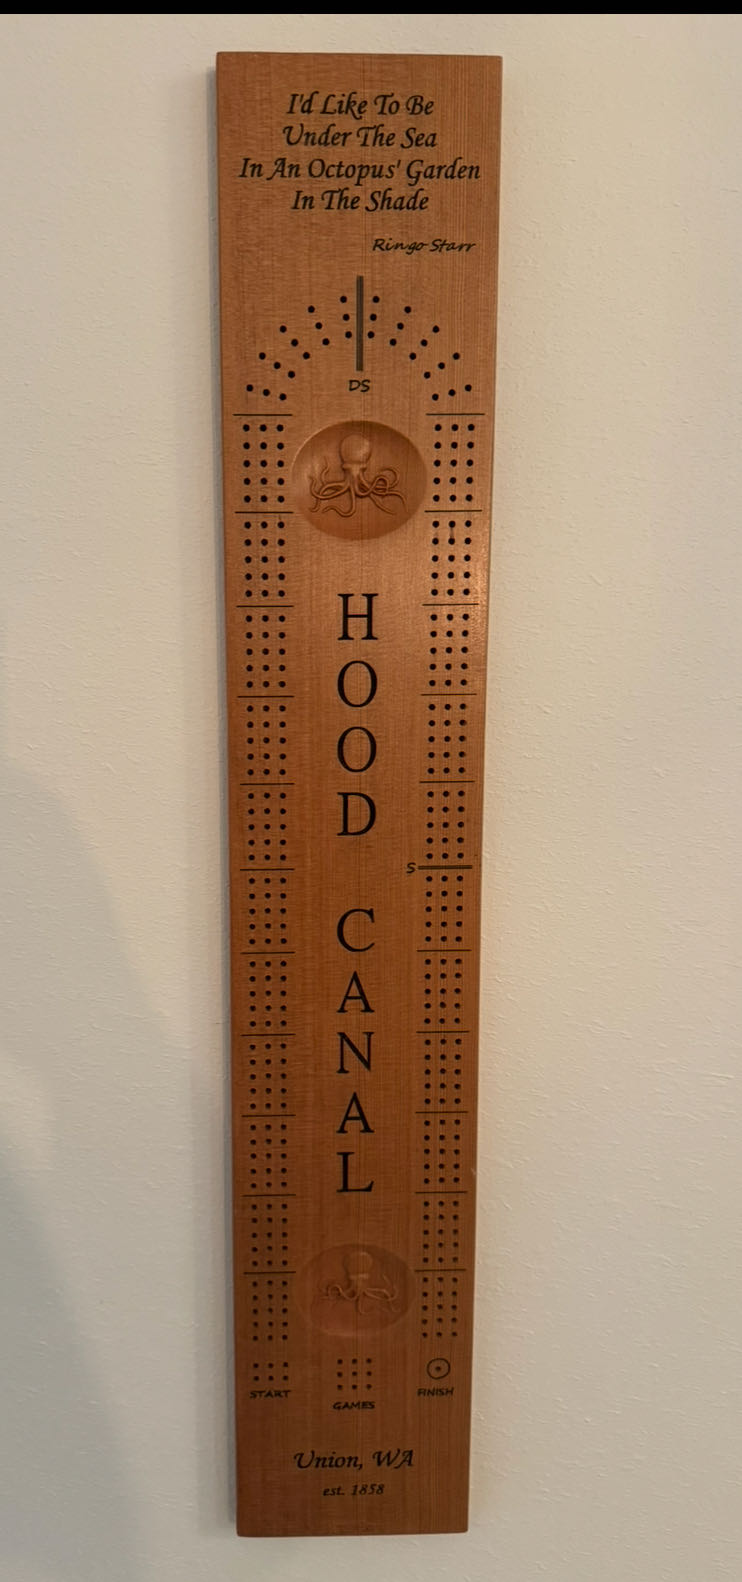 I'd Like To Be
Under The Sea
In An Octopus' Garden
In The Shade
Ringo Starr
DS
H
O
O
D
S
C
A
N
A
L
START
GAMES
FINISH
Union, WA
est. 1858